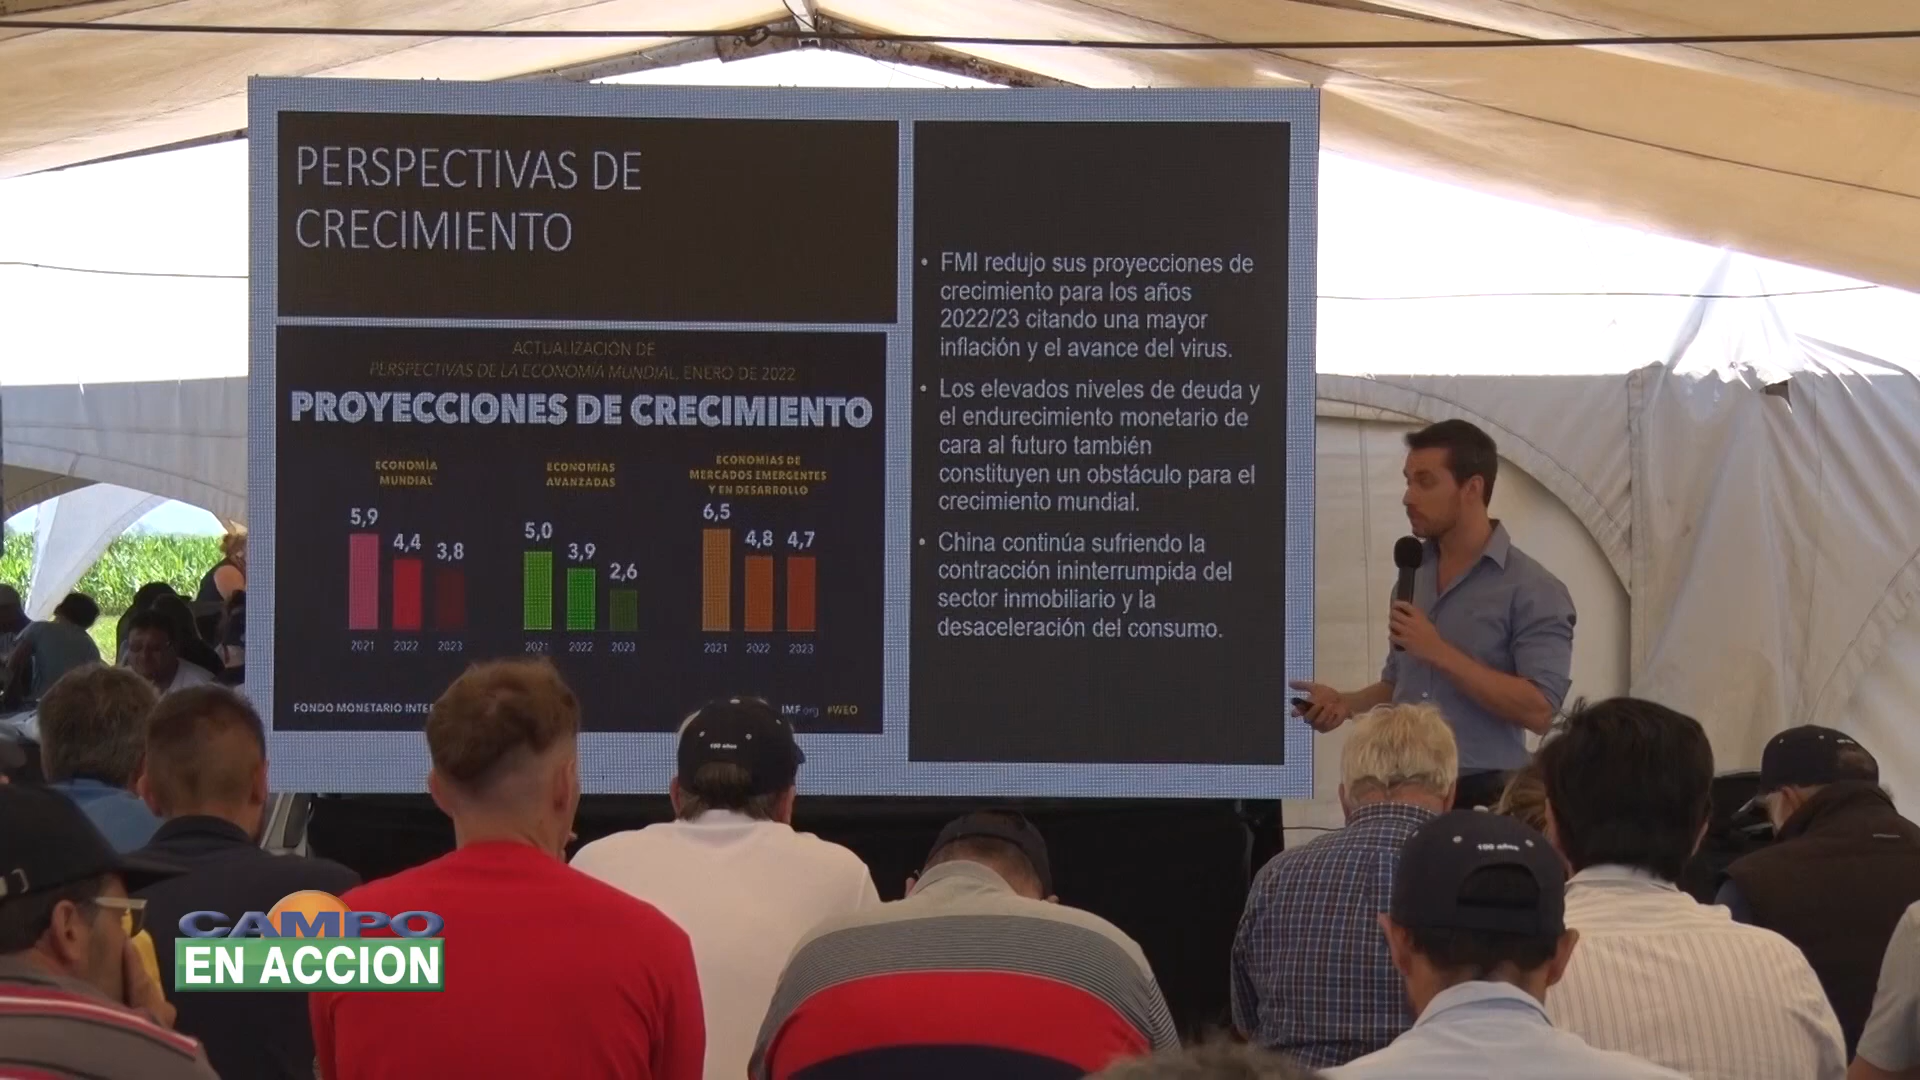 PERSPECTIVAS DE
CRECIMIENTO
ACTUALIZACIÓN DE
PERSPECTIVAS DE LA ECONOMÍA MUNDIAL, ENERO DE 2022
PROYECCIONES DE CRECIMIENTO
ECONOMÍA
MUNDIAL
5,9
4,4
3,8
2021
2022
2023
ECONOMÍAS
AVANZADAS
5,0
3,9
2,6
2021
2022
2023
ECONOMÍAS DE
MERCADOS EMERGENTES
Y EN DESARROLLO
6,5
4,8
4,7
2021
2022
2023
FONDO MONETARIO
IMF.org #WEO
• FMI redujo sus proyecciones de
crecimiento para los años
2022/23 citando una mayor
inflación y el avance del virus.
• Los elevados niveles de deuda y
el endurecimiento monetario de
cara al futuro también
constituyen un obstáculo para el
crecimiento mundial.
• China continúa sufriendo la
contracción ininterrumpida del
sector inmobiliario y la
desaceleración del consumo.
100 años
100 años
CAMPO
EN ACCION